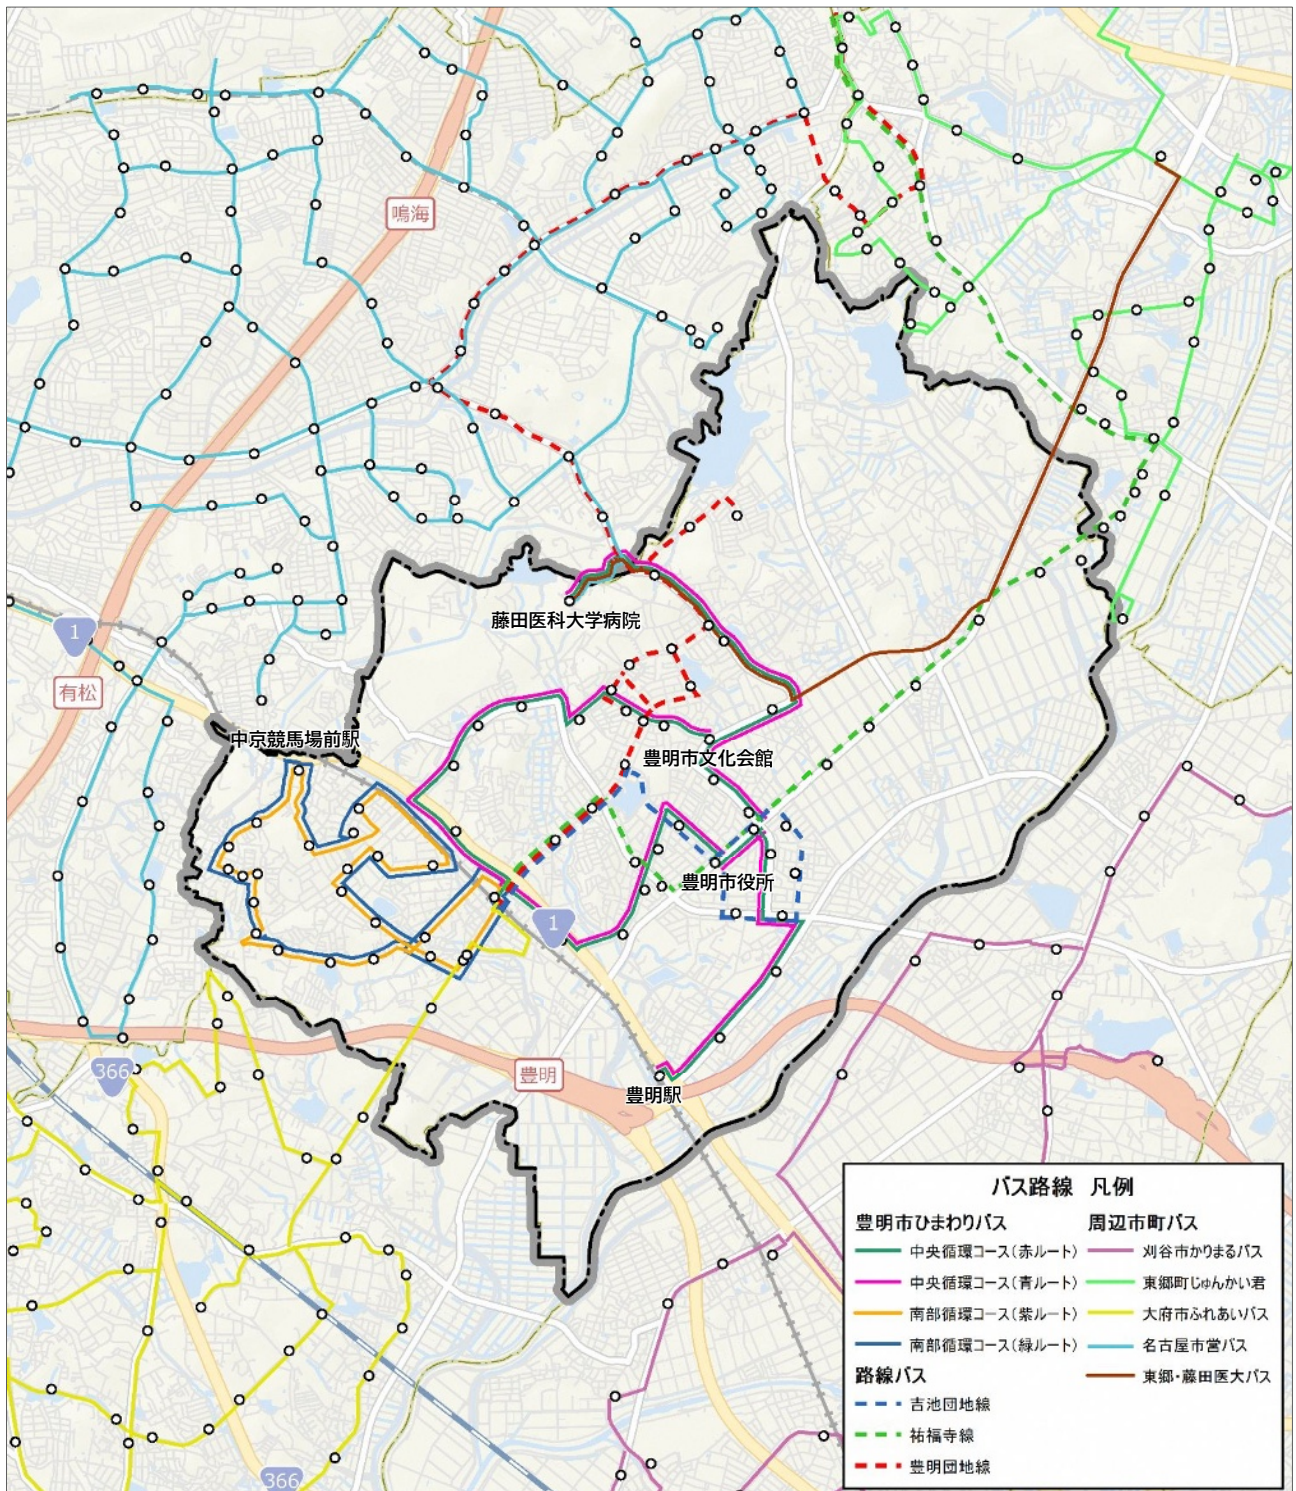 鳴海
藤田医科大学病院
1
有松
中京競馬場前駅
豊明市文化会館
豊明市役所
1
366
豊明
豊明駅
366
バス路線 凡例
豊明市ひまわりバス
中央循環コース(赤ルート)
中央循環コース(青ルート)
南部循環コース(紫ルート)
南部循環コース(緑ルート)
路線バス
吉池団地線
祐福寺線
豊明団地線
周辺市町バス
刈谷市かりまるバス
東郷町じゅんかい君
大府市ふれあいバス
名古屋市営バス
東郷・藤田医大バス